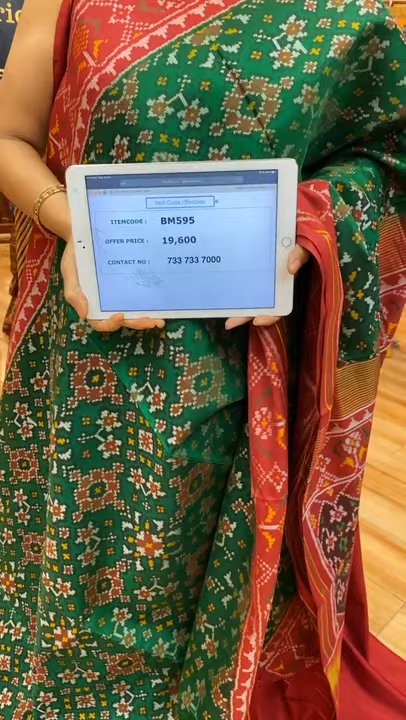 ITEMCODE : BM595
OFFER PRICE : 19,600
CONTACT NO : 733 733 7000